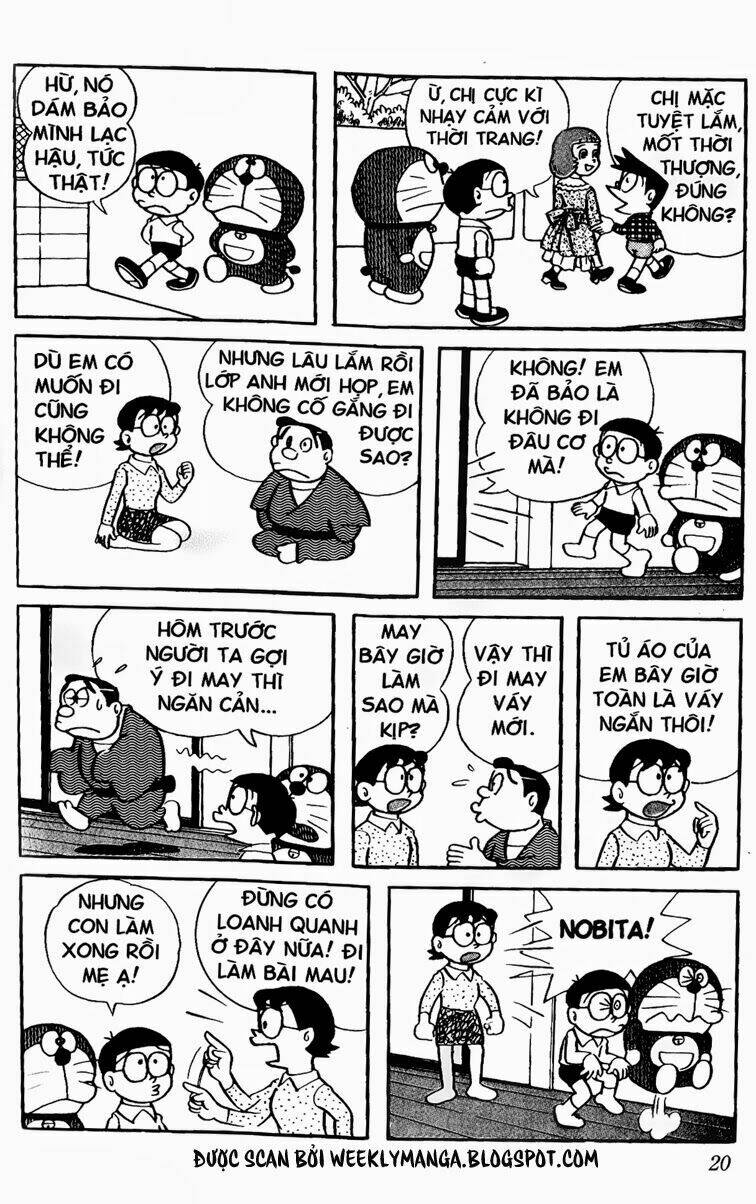 CHỊ MẶC
TUYỆT LẮM,
MỐT THỜI
THƯỢNG,
ĐÚNG
KHÔNG?
Ừ, CHỊ CỰC KÌ
NHẠY CẢM VỚI
THỜI TRANG!
HỪ, NÓ
DÁM BẢO
MÌNH LẠC
HẬU, TỨC
THẬT!
KHÔNG! EM
ĐÃ BẢO LÀ
KHÔNG ĐI
ĐÂU CƠ
MÀ!
NHƯNG LÂU LẮM RỒI
LỚP ANH MỚI HỌP, EM
KHÔNG CỐ GẮNG ĐI
ĐƯỢC
SAO?
DÙ EM CÓ
MUỐN ĐI
CŨNG
KHÔNG
THỂ!
TỦ ÁO CỦA
EM BÂY GIỜ
TOÀN LÀ VÁY
NGẮN THÔI!
VẬY THÌ
ĐI MAY
VÁY
MỚI.
MAY
BÂY GIỜ
LÀM
SAO MÀ
KỊP?
HÔM TRƯỚC
NGƯỜI TA GỢI
Ý ĐI MAY THÌ
NGĂN CẢN...
NOBITA!
ĐỪNG CÓ
LOANH QUANH
Ở ĐÂY NỮA! ĐI
LÀM BÀI MAU!
NHƯNG
CON LÀM
XONG RỒI
MẸ Ạ!
ĐƯỢC SCAN BỞI WEEKLYMANGA.BLOGSPOT.COM
20